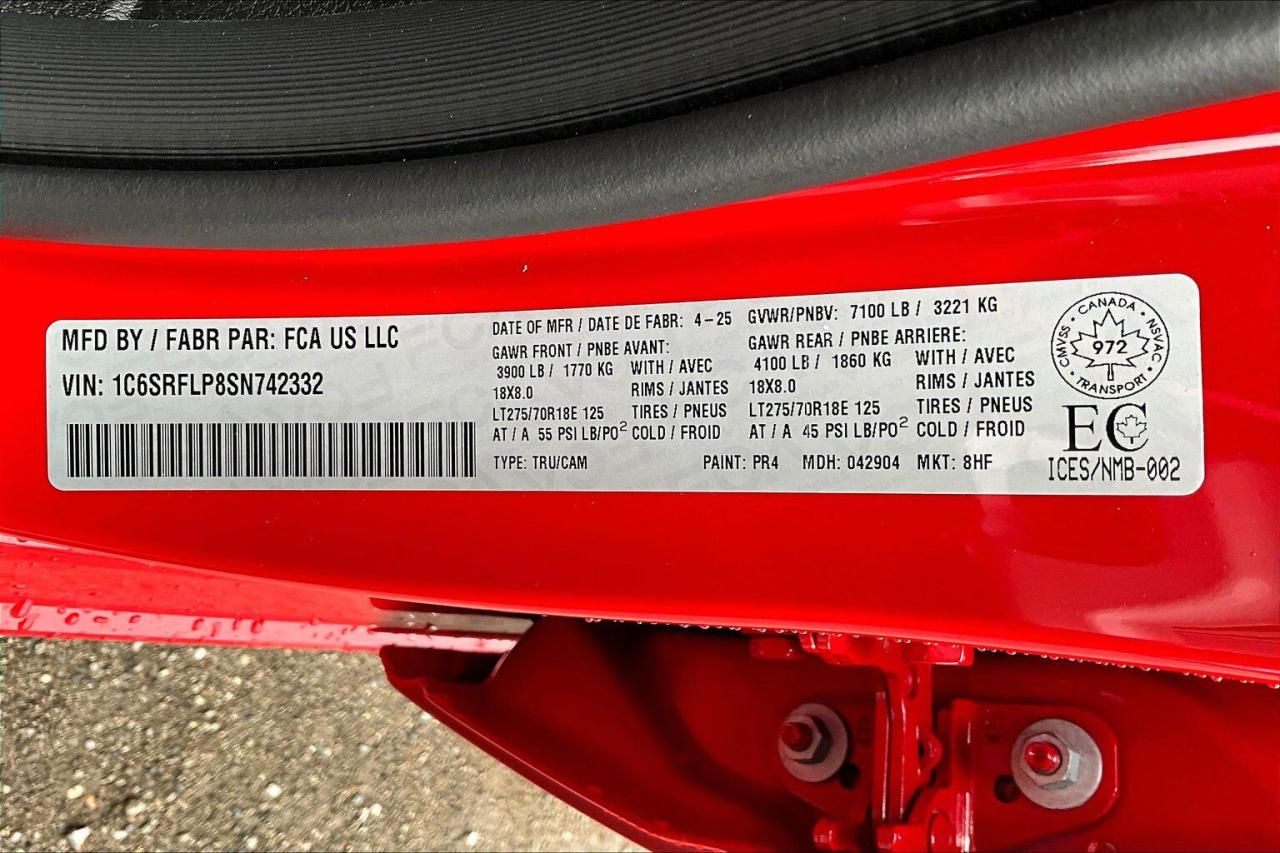 MFD BY / FABR PAR: FCA US LLC
VIN: 1C6SRFLP8SN742332
DATE OF MFR / DATE DE FABR: 4-25 GVWR/PNBV: 7100 LB / 3221 KG
GAWR FRONT / PNBE AVANT: GAWR REAR / PNBE ARRIERE:
3900 LB / 1770 KG WITH / AVEC 4100 LB / 1860 KG WITH / AVEC
18X8.0 RIMS / JANTES 18X8.0 RIMS / JANTES
LT275/70R18E 125 TIRES / PNEUS LT275/70R18E 125 TIRES / PNEUS
AT / A 55 PSI LB/PO² COLD / FROID AT / A 45 PSI LB/PO² COLD / FROID
TYPE: TRU/CAM PAINT: PR4 MDH: 042904 MKT: 8HF
CMVSS · CANADA · NSVAC · TRANSPORT ·
972
EC
ICES/NMB-002